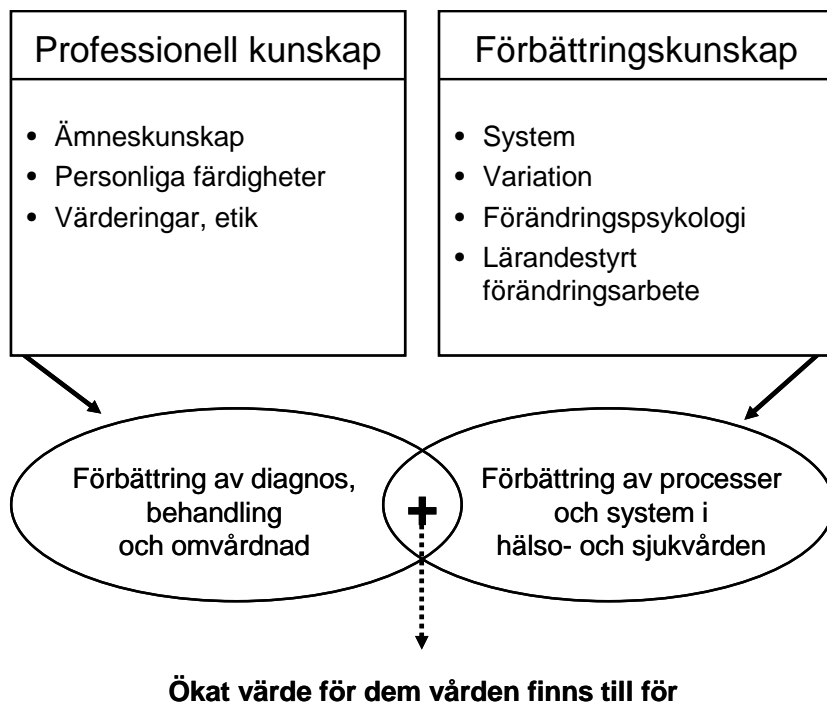 Professionell kunskap
• Ämneskunskap
• Personliga färdigheter
• Värderingar, etik
Förbättringskunskap
• System
• Variation
• Förändringspsykologi
• Lärandestyrt
förändringsarbete
Förbättring av diagnos,
behandling
och omvårdnad
+
Förbättring av processer
och system i
hälso- och sjukvården
Ökat värde för dem vården finns till för